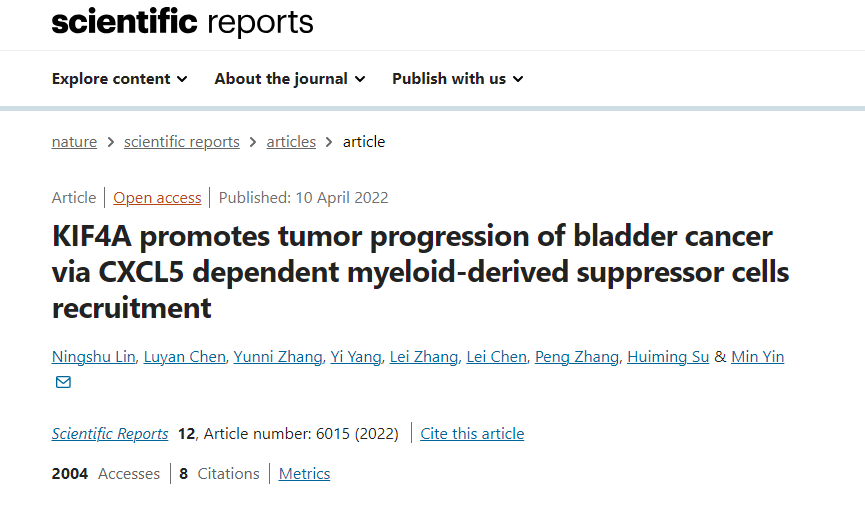 scientific reports
Explore content About the journal Publish with us
nature > scientific reports > articles > article
Article | Open access | Published: 10 April 2022
KIF4A promotes tumor progression of bladder cancer
via CXCL5 dependent myeloid-derived suppressor cells
recruitment
Ningshu Lin, Luyan Chen, Yunni Zhang, Yi Yang, Lei Zhang, Lei Chen, Peng Zhang, Huiming Su & Min Yin
Scientific Reports 12, Article number: 6015 (2022) | Cite this article
2004 Accesses | 8 Citations | Metrics